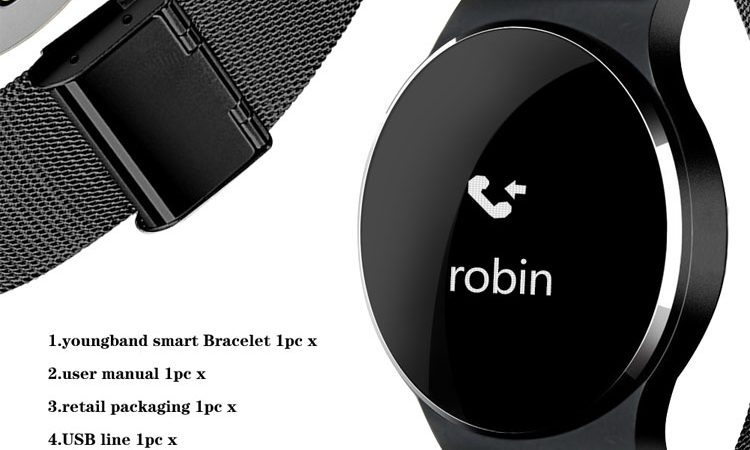 robin
1.youngband smart Bracelet 1pc x
2.user manual 1pc x
3.retail packaging 1pc x
4.USB line 1pc x